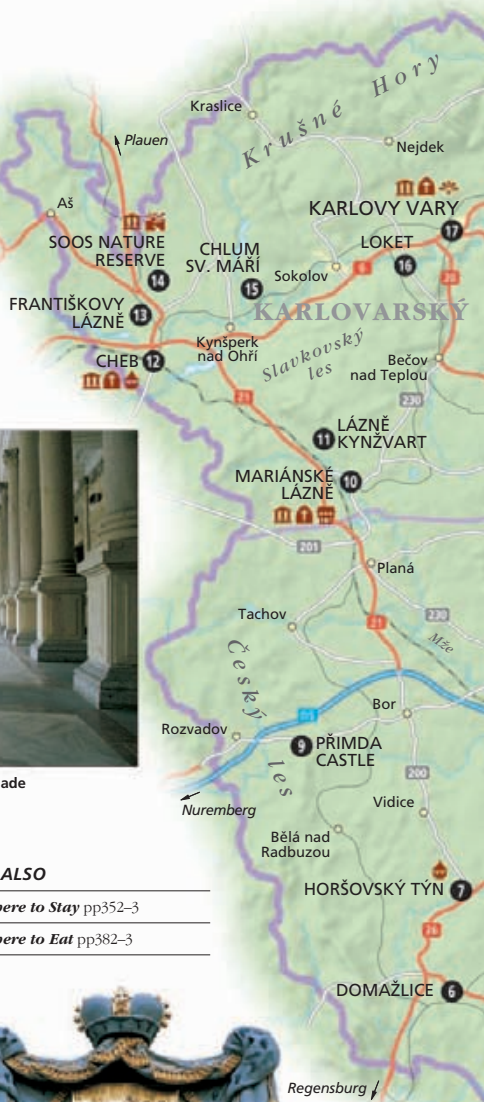 Krušné Hory
Kraslice
Plauen
Nejdek
Aš
KARLOVY VARY
17
SOOS NATURE
RESERVE
14
CHLUM
SV. MÁŘÍ
15
LOKET
16
Sokolov
6
20
FRANTIŠKOVY
LÁZNĚ
13
KARLOVARSKÝ
Kynšperk
nad Ohří
CHEB 12
Slavkovský
les
Bečov
nad Teplou
230
21
11 LÁZNĚ
KYNŽVART
MARIÁNSKÉ
LÁZNĚ
10
201
Planá
Tachov
230
21
Mže
Český les
Bor
Rozvadov
9 PŘIMDA
CASTLE
ade
200
Nuremberg
Vidice
Bělá nad
Radbuzou
ALSO
here to Stay pp352–3
HORŠOVSKÝ TÝN 7
here to Eat pp382–3
26
DOMAŽLICE 6
Regensburg